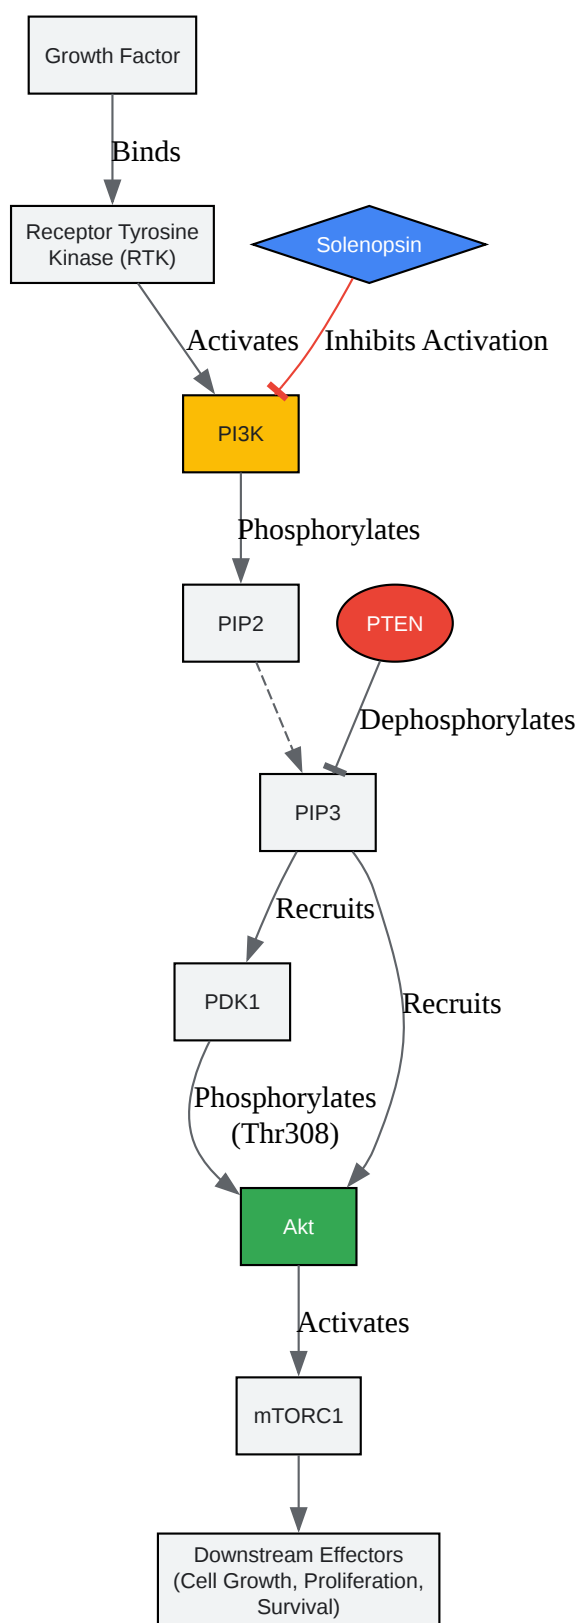 Growth Factor
Binds
Receptor Tyrosine
Kinase (RTK)
Solenopsin
Activates
Inhibits Activation
PI3K
Phosphorylates
PIP2
PTEN
Dephosphorylates
PIP3
Recruits
PDK1
Recruits
Phosphorylates
(Thr308)
Akt
Activates
mTORC1
Downstream Effectors
(Cell Growth, Proliferation,
Survival)